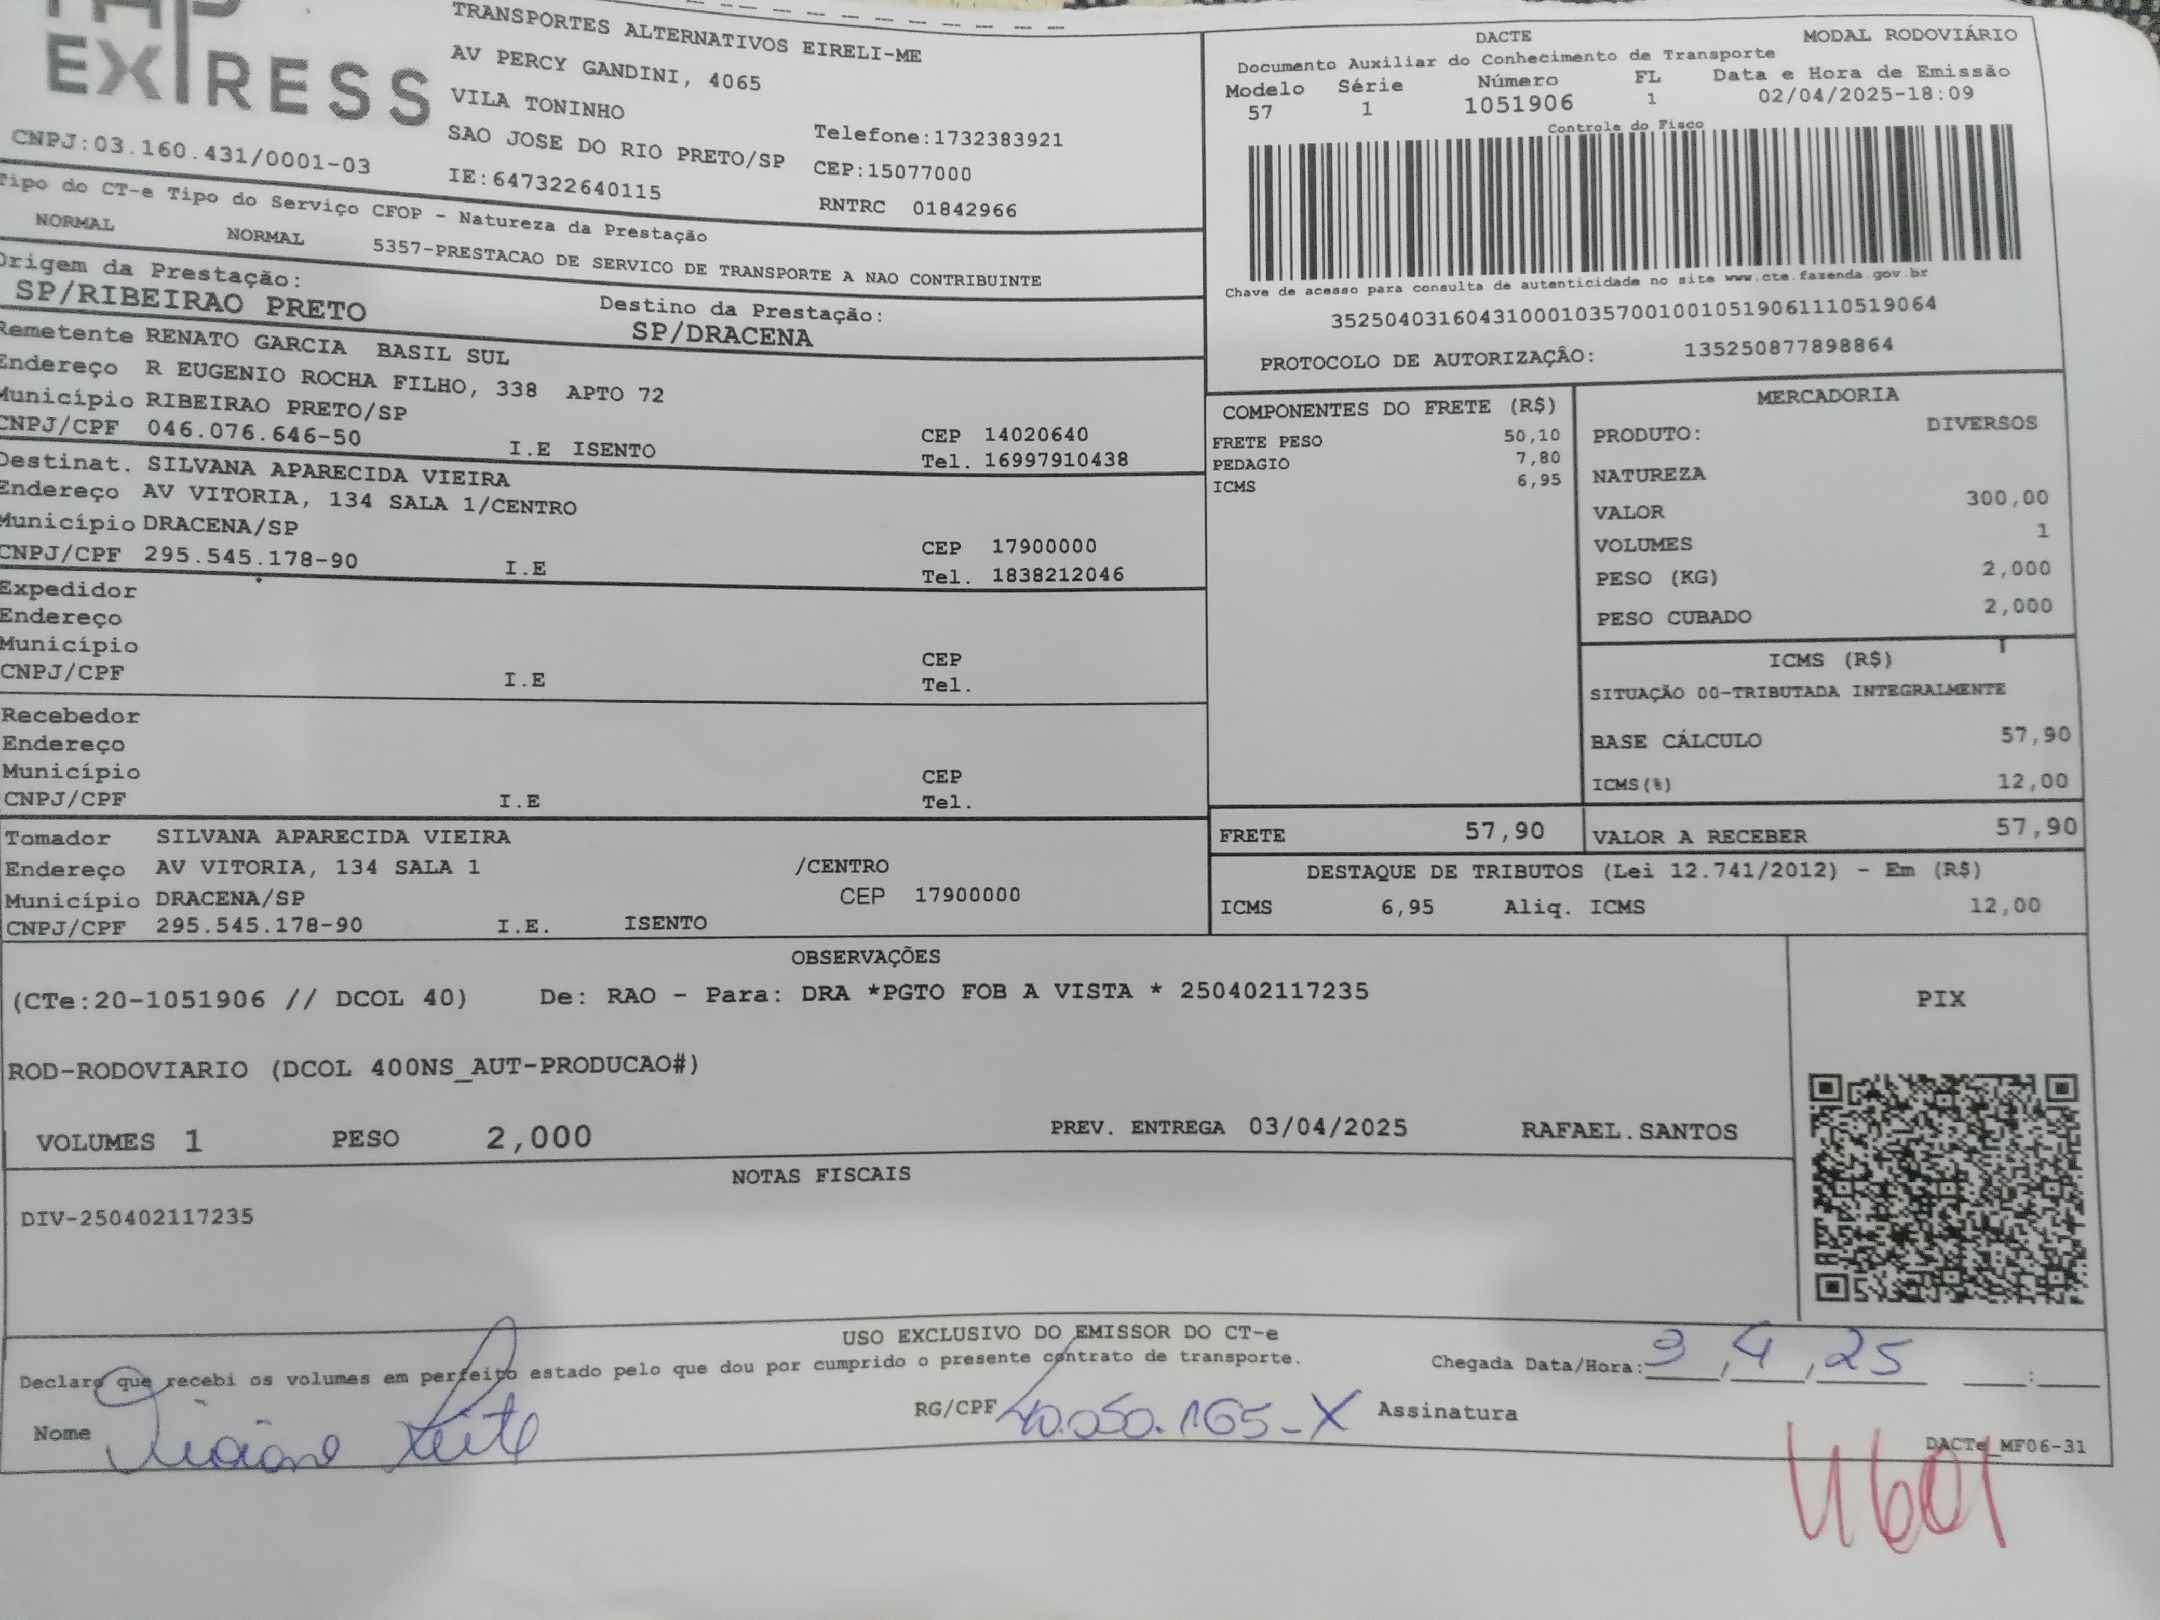 EXPRESS
CNPJ:03.160.431/0001-03
TRANSPORTES ALTERNATIVOS EIRELI-ME
AV PERCY GANDINI, 4065
VILA TONINHO
SAO JOSE DO RIO PRETO/SP
IE:647322640115
Telefone:1732383921
CEP:15077000
RNTRC 01842966
DACTE MODAL RODOVIÁRIO
Documento Auxiliar do Conhecimento de Transporte
Modelo Série Número FL Data e Hora de Emissão
57 1 1051906 1 02/04/2025-18:09
Controle do Fisco
Chave de acesso para consulta de autenticidade no site www.cte.fazenda.gov.br
35250403160431000103570010010519061110519064
PROTOCOLO DE AUTORIZAÇÂO: 135250877898864
Tipo do CT-e Tipo do Serviço CFOP - Natureza da Prestação
NORMAL NORMAL 5357-PRESTACAO DE SERVICO DE TRANSPORTE A NAO CONTRIBUINTE
Origem da Prestação: Destino da Prestação:
SP/RIBEIRAO PRETO SP/DRACENA
Remetente RENATO GARCIA BASIL SUL
Endereço R EUGENIO ROCHA FILHO, 338 APTO 72
Município RIBEIRAO PRETO/SP CEP 14020640
CNPJ/CPF 046.076.646-50 I.E ISENTO Tel. 16997910438
Destinat. SILVANA APARECIDA VIEIRA
Endereço AV VITORIA, 134 SALA 1/CENTRO
Município DRACENA/SP CEP 17900000
CNPJ/CPF 295.545.178-90 I.E Tel. 1838212046
Expedidor
Endereço
Município CEP
CNPJ/CPF I.E Tel.
Recebedor
Endereço
Município CEP
CNPJ/CPF I.E Tel.
Tomador SILVANA APARECIDA VIEIRA
Endereço AV VITORIA, 134 SALA 1 /CENTRO
Município DRACENA/SP CEP 17900000
CNPJ/CPF 295.545.178-90 I.E. ISENTO
COMPONENTES DO FRETE (R$)
FRETE PESO 50,10
PEDAGIO 7,80
ICMS 6,95
MERCADORIA
PRODUTO: DIVERSOS
NATUREZA
VALOR 300,00
VOLUMES 1
PESO (KG) 2,000
PESO CUBADO 2,000
ICMS (R$)
SITUAÇÃO 00-TRIBUTADA INTEGRALMENTE
BASE CÁLCULO 57,90
ICMS(%) 12,00
FRETE 57,90 VALOR A RECEBER 57,90
DESTAQUE DE TRIBUTOS (Lei 12.741/2012) - Em (R$)
ICMS 6,95 Aliq. ICMS 12,00
OBSERVAÇÕES
(CTe:20-1051906 // DCOL 40) De: RAO - Para: DRA *PGTO FOB A VISTA * 250402117235
PIX
ROD-RODOVIARIO (DCOL 400NS_AUT-PRODUCAO#)
VOLUMES 1 PESO 2,000 PREV. ENTREGA 03/04/2025 RAFAEL.SANTOS
NOTAS FISCAIS
DIV-250402117235
USO EXCLUSIVO DO EMISSOR DO CT-e
Declaro que recebi os volumes em perfeito estado pelo que dou por cumprido o presente contrato de transporte. Chegada Data/Hora: 3,4,25 :
Nome Viviane Leite RG/CPF 40.050.165-X Assinatura
DACTe_MF06-31